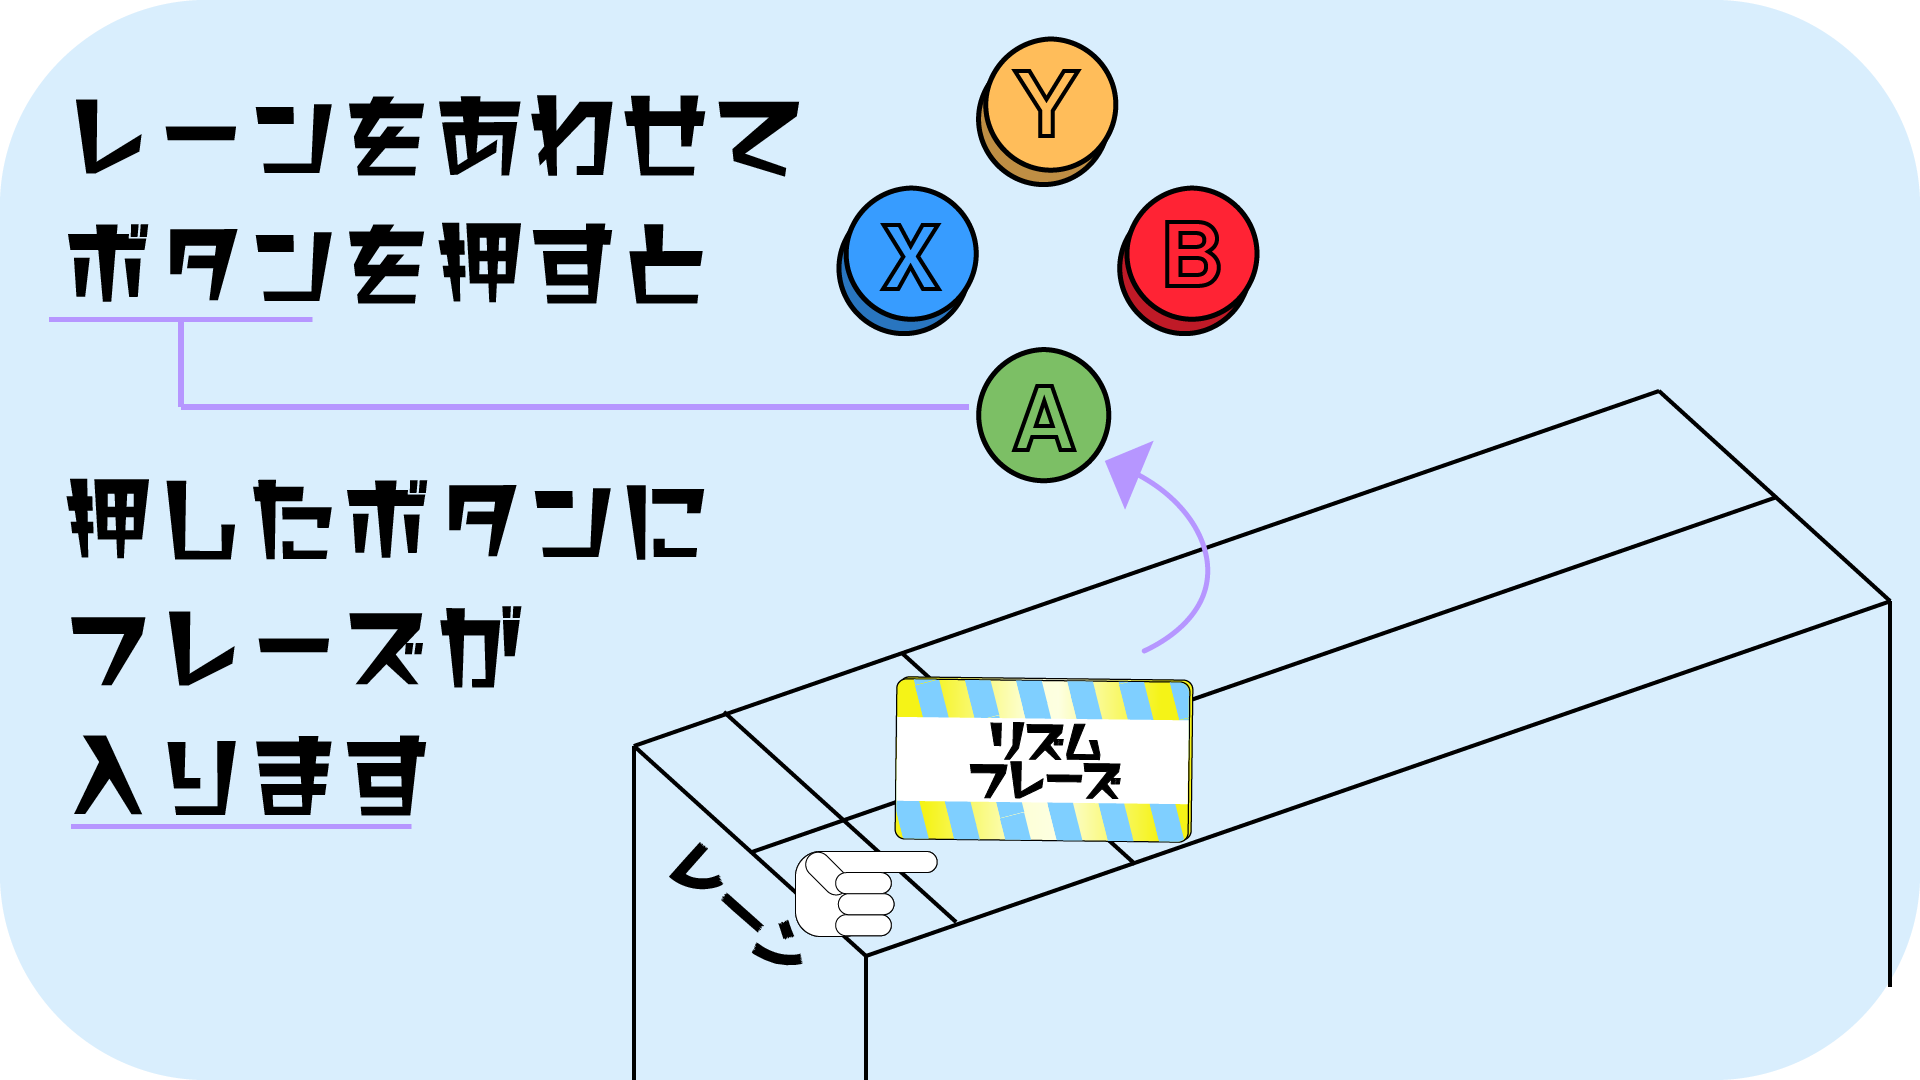 レーンをあわせて
ボタンを押すと
押したボタンに
フレーズが
入ります
Y
X
B
A
リズム
フレーズ
レーン